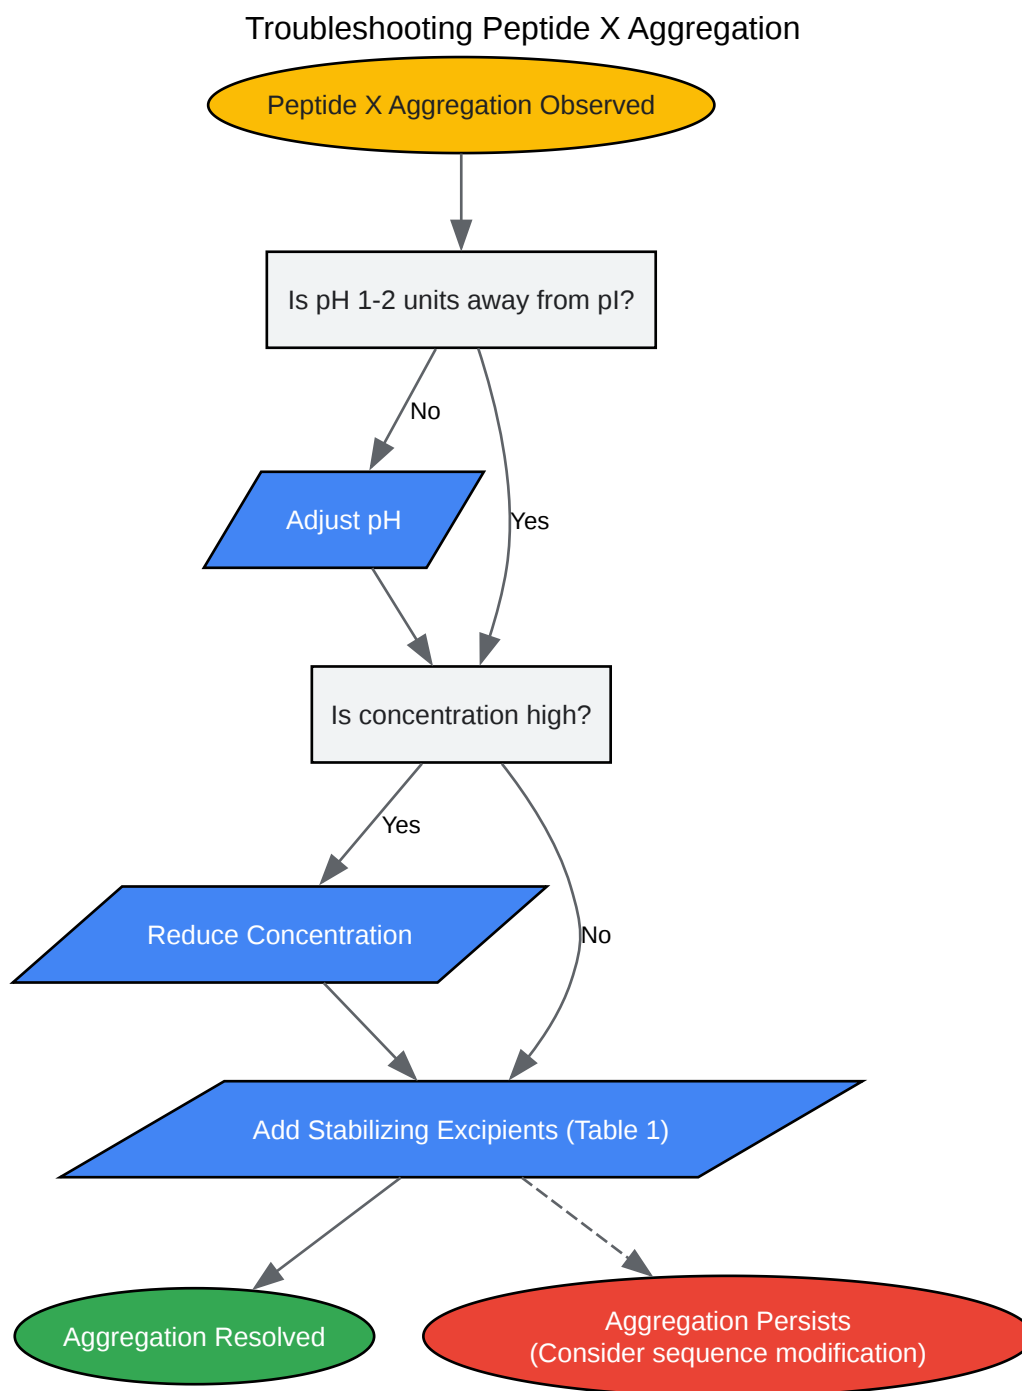 Troubleshooting Peptide X Aggregation
Peptide X Aggregation Observed
Is pH 1-2 units away from pI?
No
Adjust pH
Yes
Is concentration high?
Yes
Reduce Concentration
No
Add Stabilizing Excipients (Table 1)
Aggregation Resolved
Aggregation Persists
(Consider sequence modification)